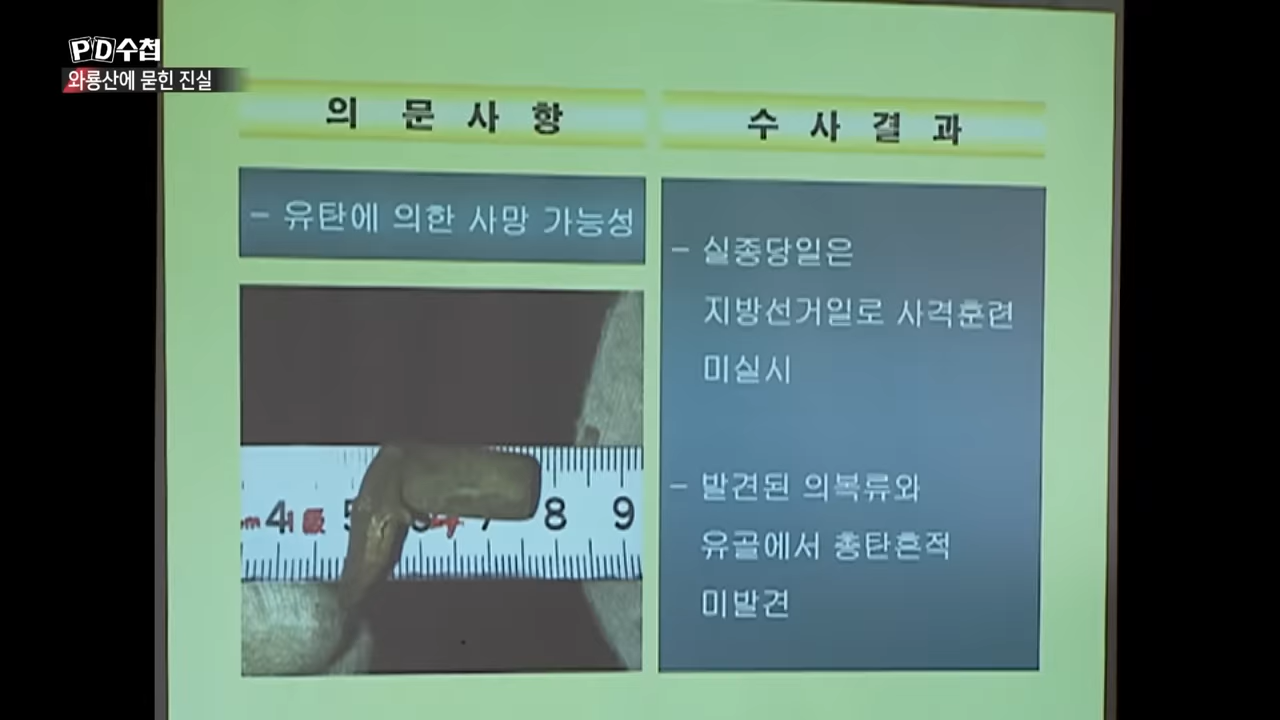 PD수첩
와룡산에 묻힌 진실
의 문 사 항
수 사 결 과
- 유탄에 의한 사망 가능성
- 실종당일은
지방선거일로 사격훈련
미실시
- 발견된 의복류와
유골에서 총탄흔적
미발견
4 5 6 7 8 9